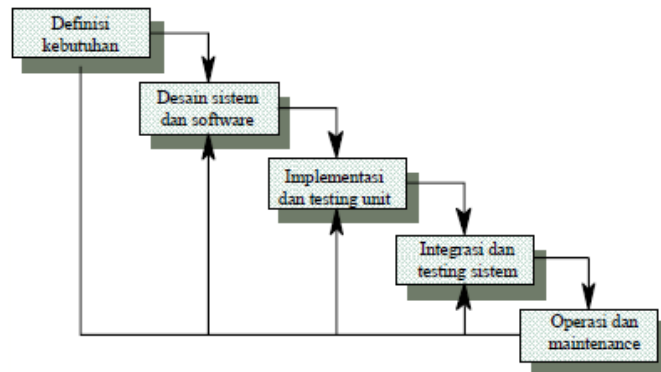 Definisi
kebutuhan
Desain sistem
dan software
Implementasi
dan testing unit
Integrasi dan
testing sistem
Operasi dan
maintenance